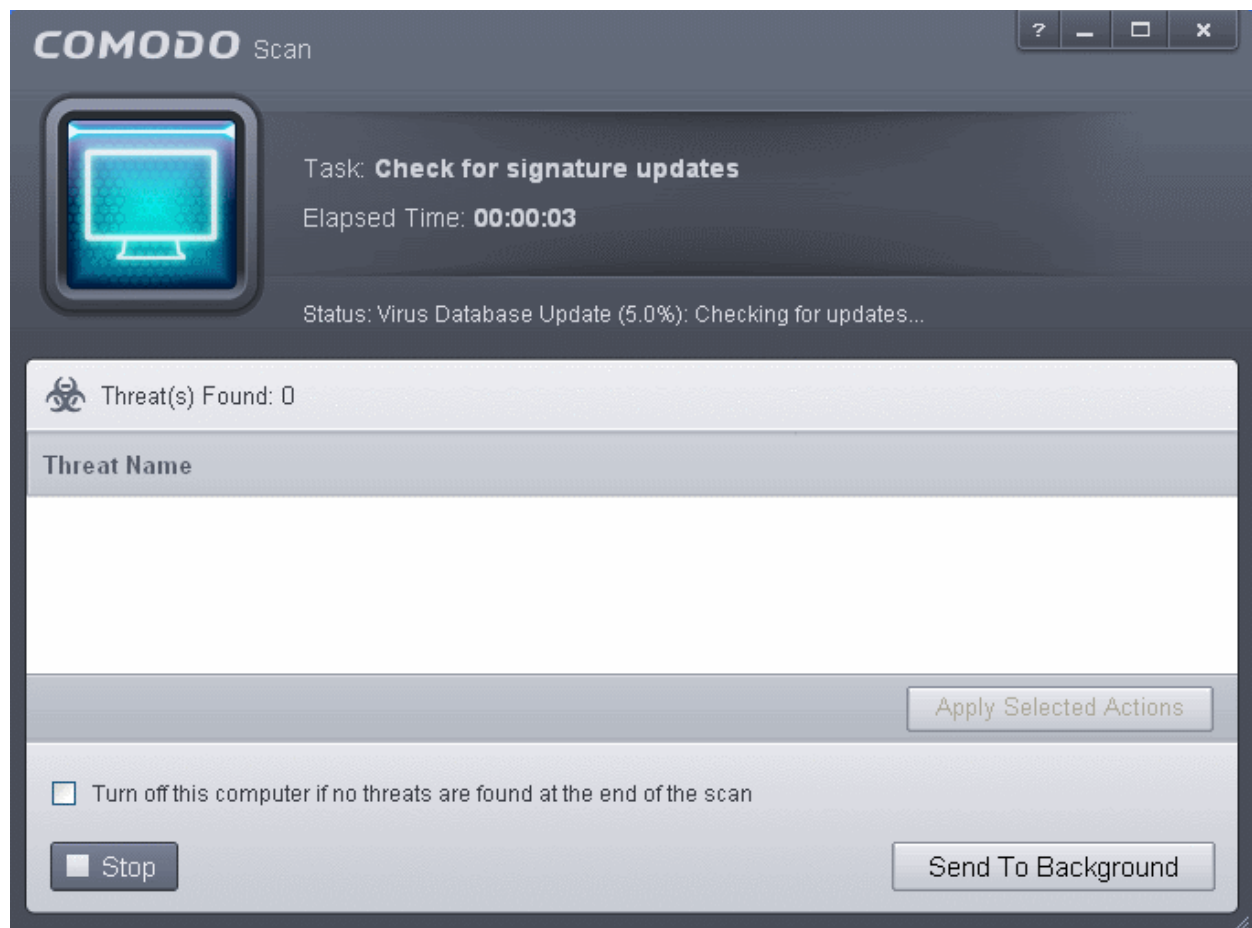 COMODO Scan
?
Task: Check for signature updates
Elapsed Time: 00:00:03
Status: Virus Database Update (5.0%): Checking for updates...
Threat(s) Found: 0
Threat Name
Apply Selected Actions
Turn off this computer if no threats are found at the end of the scan
Stop
Send To Background